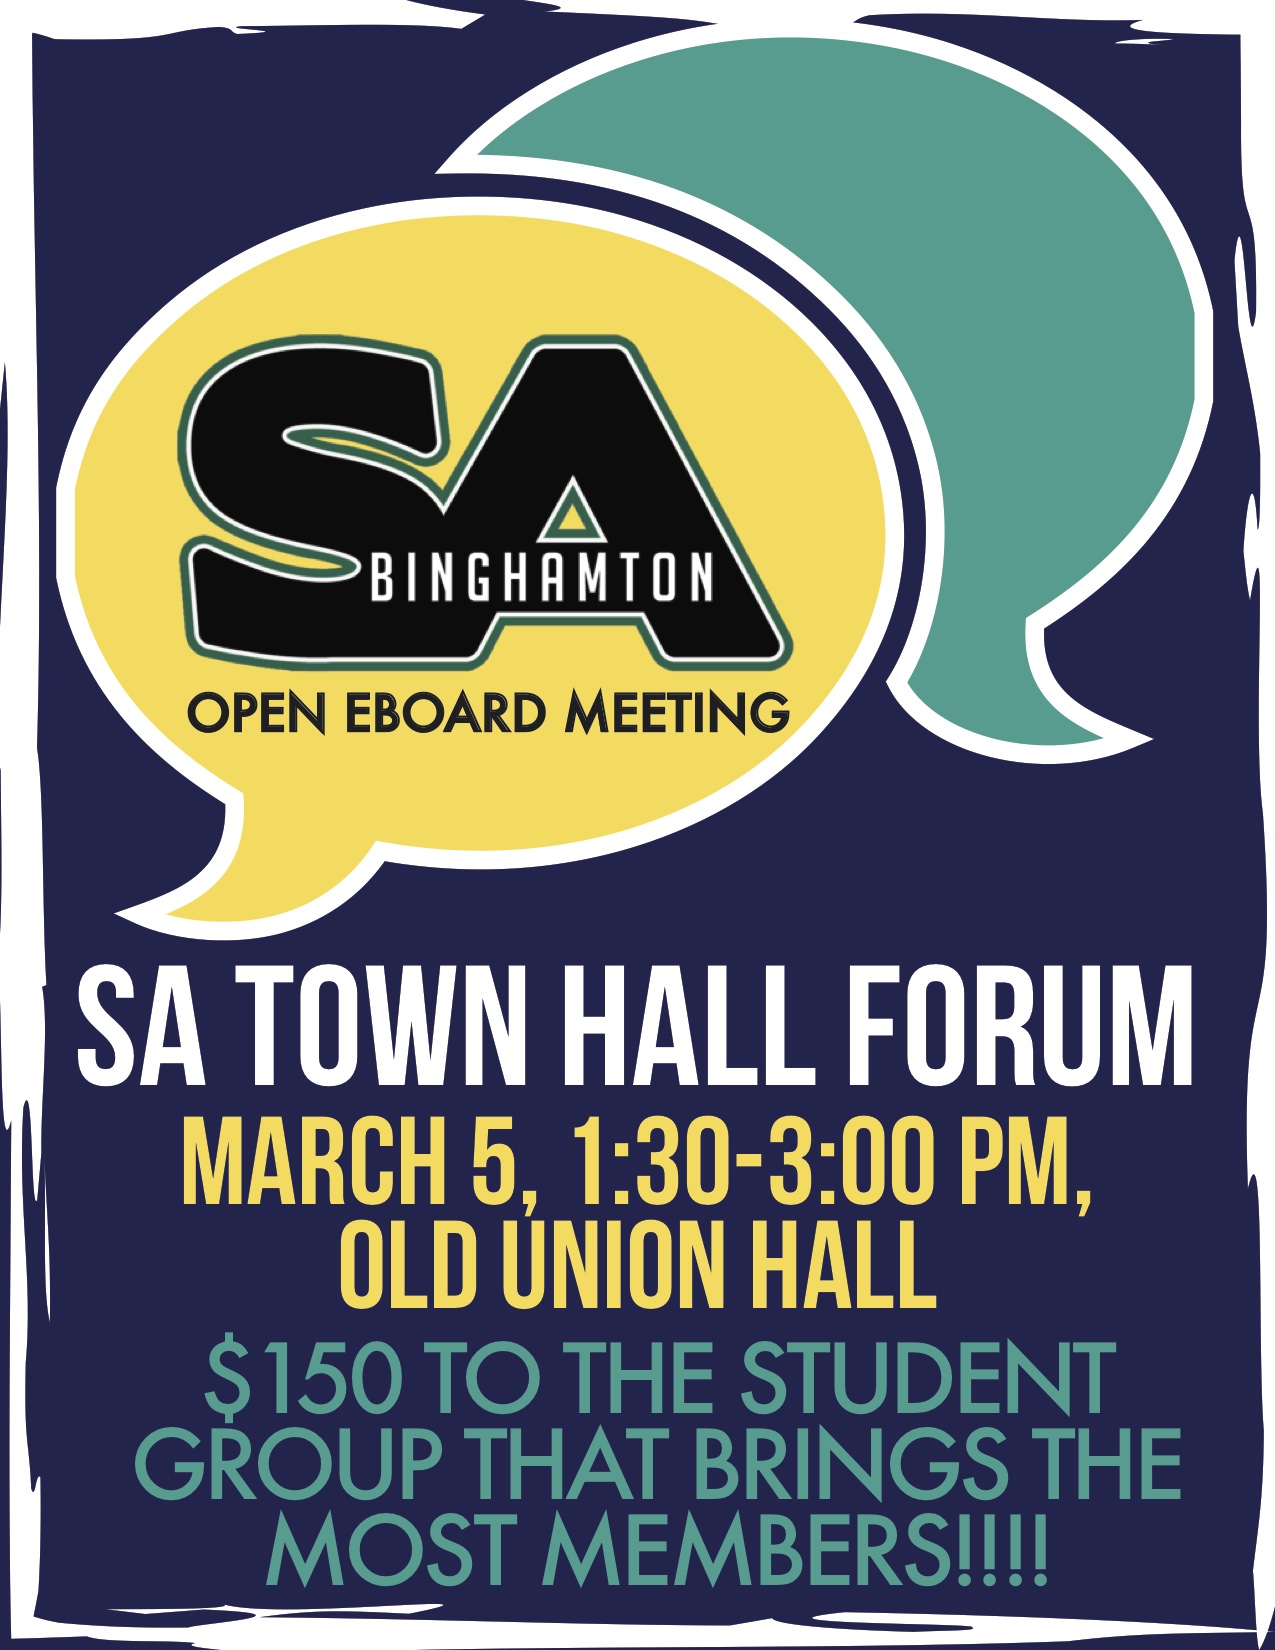 SA
BINGHAMTON
OPEN EBOARD MEETING
SA TOWN HALL FORUM
MARCH 5, 1:30-3:00 PM,
OLD UNION HALL
$150 TO THE STUDENT
GROUP THAT BRINGS THE
MOST MEMBERS!!!!